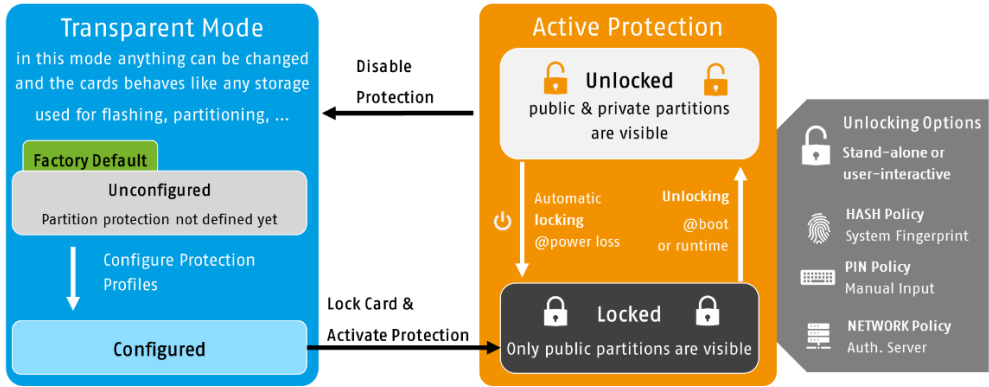 Transparent Mode
in this mode anything can be changed
and the cards behaves like any storage
used for flashing, partitioning, ...
Factory Default
Unconfigured
Partition protection not defined yet
Configure Protection
Profiles
Configured
Disable
Protection
Lock Card &
Activate Protection
Active Protection
Unlocked
public & private partitions
are visible
Automatic
locking
@power loss
Unlocking
@boot
or runtime
Locked
Only public partitions are visible
Unlocking Options
Stand-alone or
user-interactive
HASH Policy
System Fingerprint
PIN Policy
Manual Input
NETWORK Policy
Auth. Server